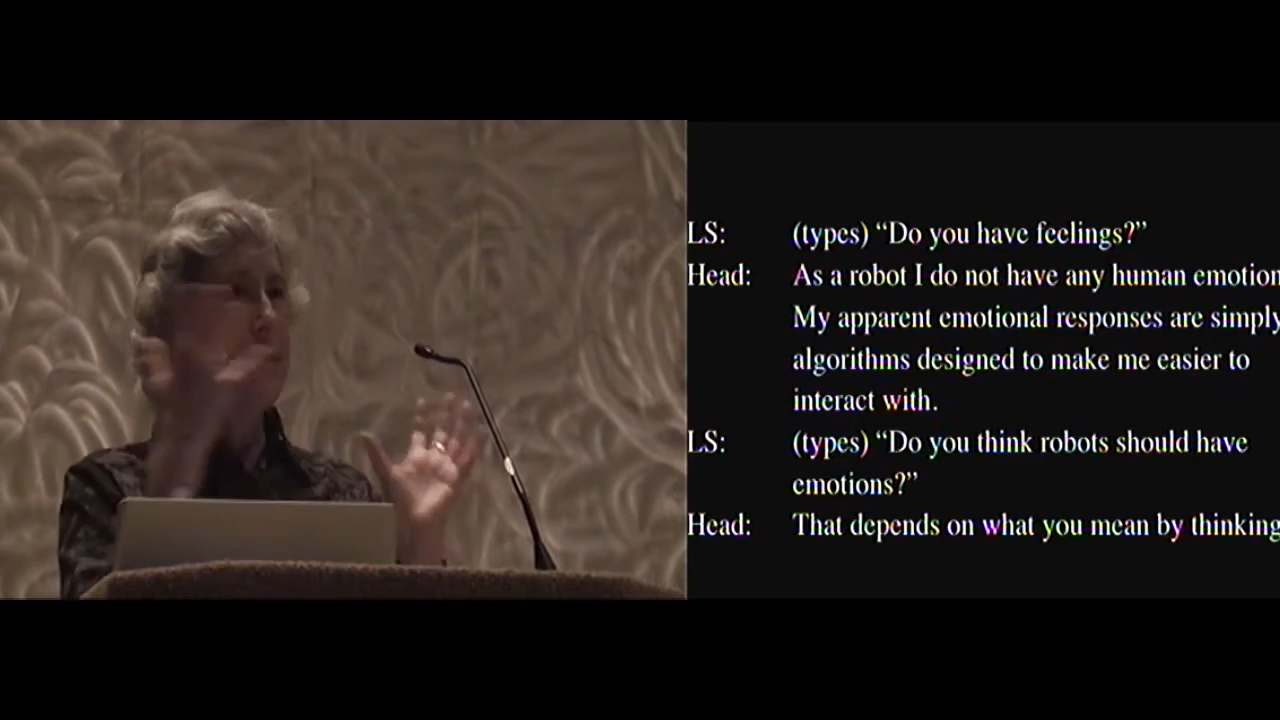 LS: (types) “Do you have feelings?”
Head: As a robot I do not have any human emotion
My apparent emotional responses are simply
algorithms designed to make me easier to
interact with.
LS: (types) “Do you think robots should have
emotions?”
Head: That depends on what you mean by thinking